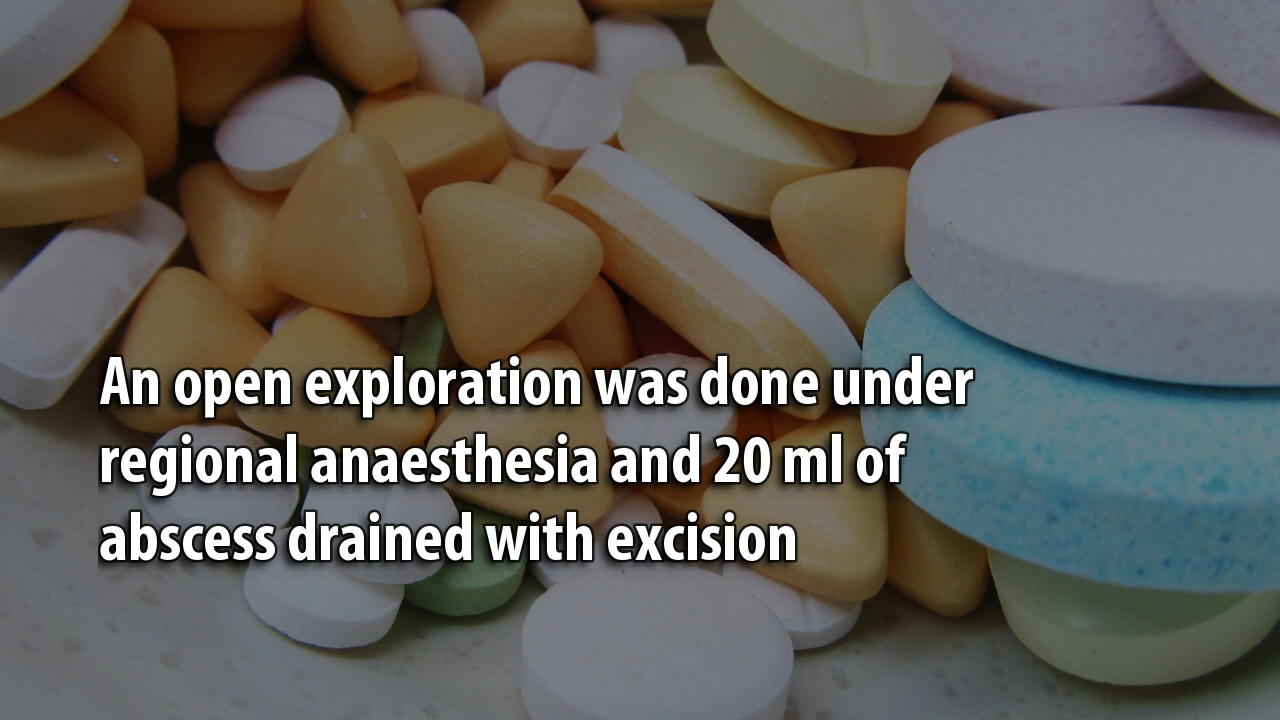 An open exploration was done under
regional anaesthesia and 20 ml of
abscess drained with excision